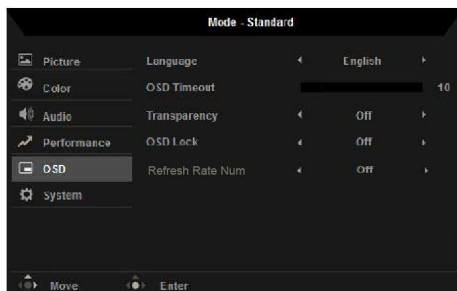 Mode - Standard
Picture
Language
English
Color
OSD Timeout
10
Audio
Transparency
Off
Performance
OSD Lock
Off
OSD
Refresh Rate Num
Off
System
Move
Enter